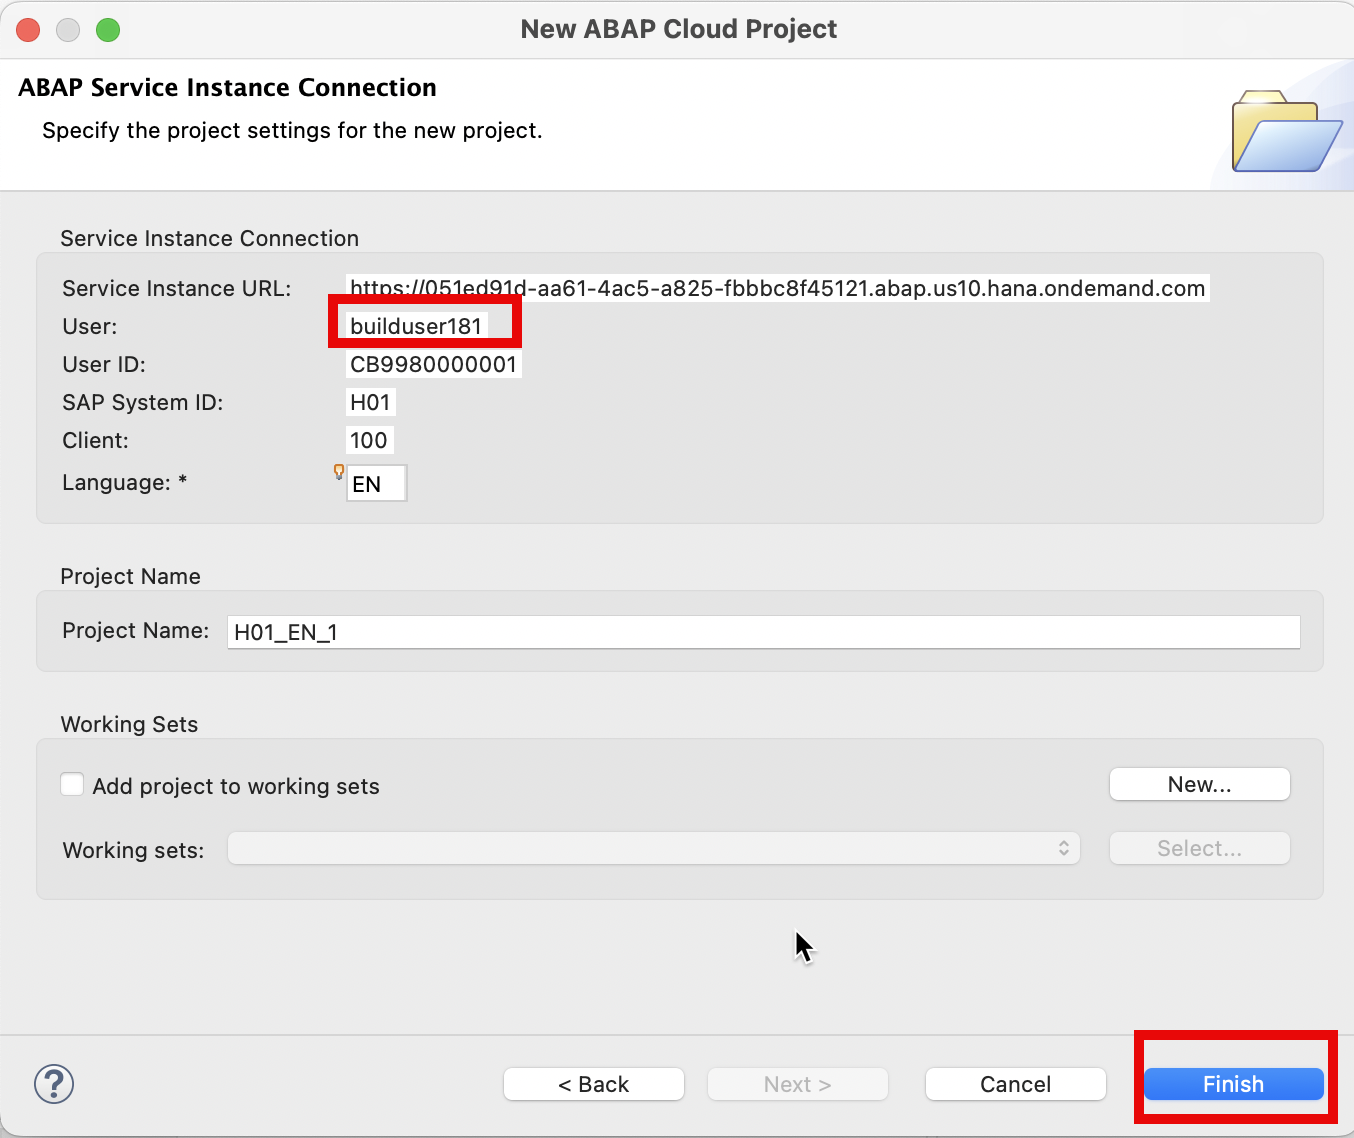 New ABAP Cloud Project
ABAP Service Instance Connection
Specify the project settings for the new project.
Service Instance Connection
Service Instance URL: https://051ed91d-aa61-4ac5-a825-fbbbc8f45121.abap.us10.hana.ondemand.com
User: builduser181
User ID: CB9980000001
SAP System ID: H01
Client: 100
Language: * EN
Project Name
Project Name: H01_EN_1
Working Sets
Add project to working sets New...
Working sets: Select...
? < Back Next > Cancel Finish